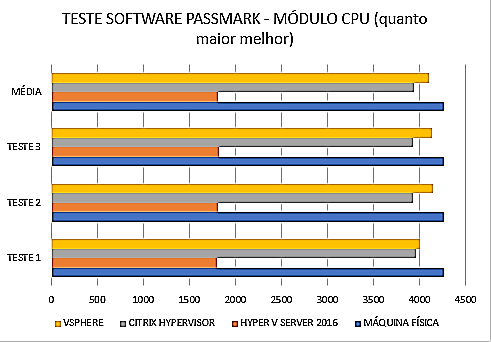 TESTE SOFTWARE PASSMARK - MÓDULO CPU (quanto
maior melhor)
MÉDIA
TESTE 3
TESTE 2
TESTE 1
0 500 1000 1500 2000 2500 3000 3500 4000 4500
VSPHERE CITRIX HYPERVISOR HYPER V SERVER 2016 MÁQUINA FÍSICA